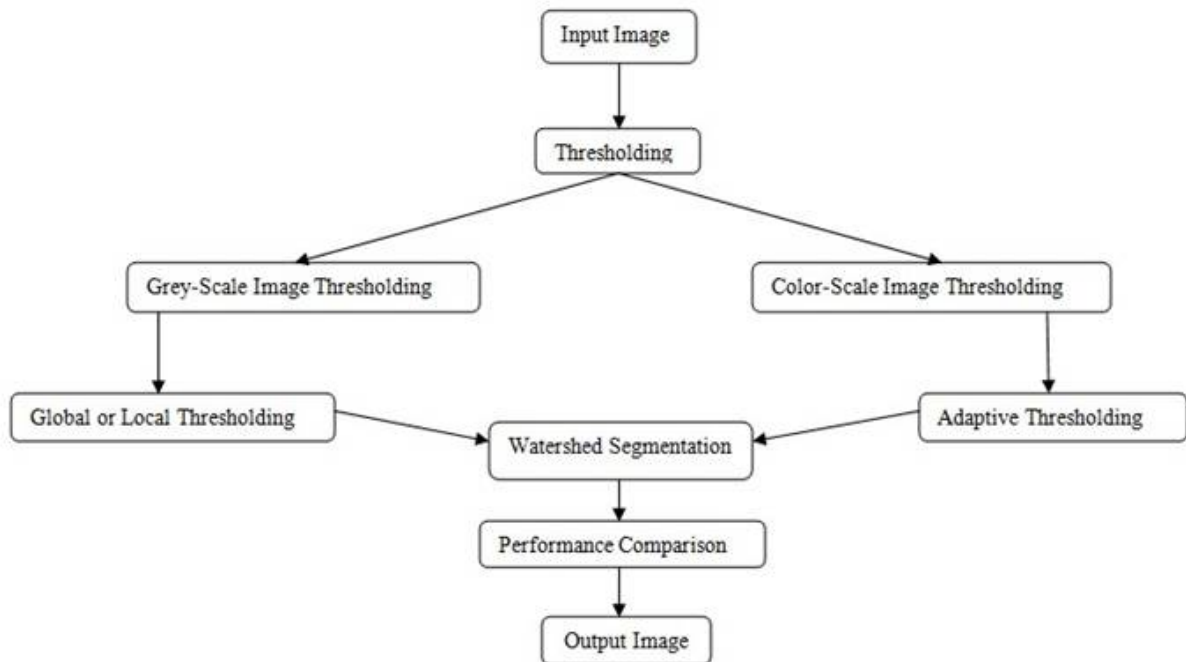 Input Image
Thresholding
Grey-Scale Image Thresholding
Color-Scale Image Thresholding
Global or Local Thresholding
Adaptive Thresholding
Watershed Segmentation
Performance Comparison
Output Image